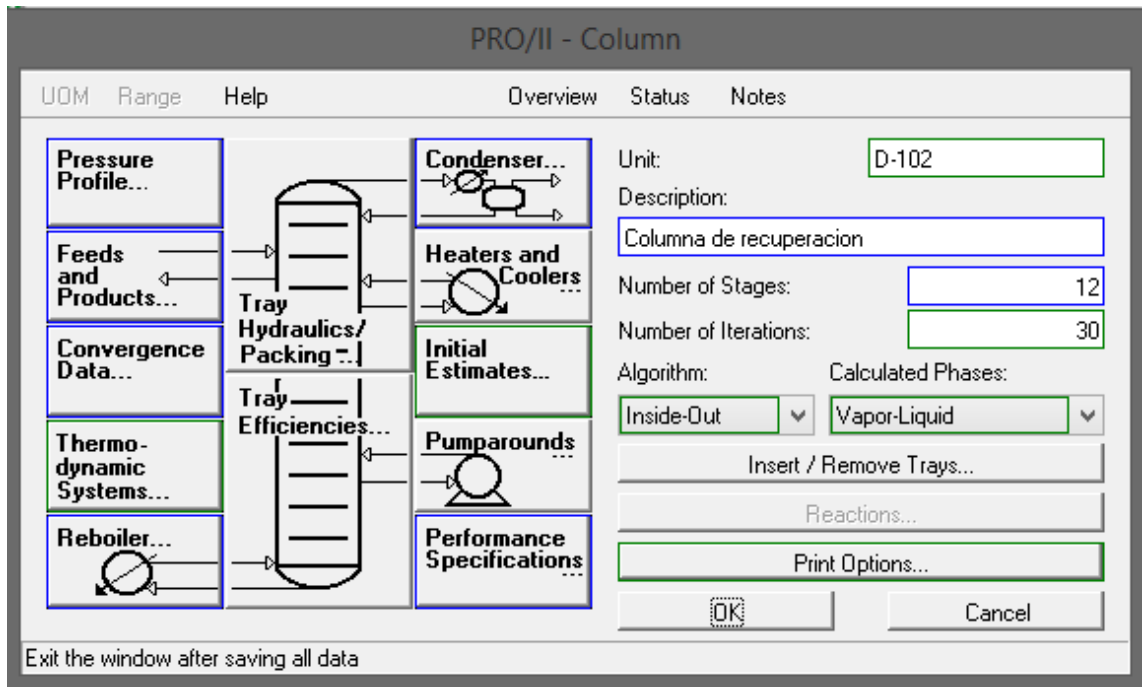 PRO/II - Column
UOM Range Help Overview Status Notes
Pressure
Profile...
Feeds
and
Products...
Convergence
Data...
Thermo-
dynamic
Systems...
Reboiler...
Tray
Hydraulics/
Packing ...
Tray
Efficiencies...
Condenser...
Heaters and
Coolers
...
Initial
Estimates...
Pumparounds
...
Performance
Specifications
...
Unit: D-102
Description:
Columna de recuperacion
Number of Stages: 12
Number of Iterations: 30
Algorithm: Calculated Phases:
Inside-Out Vapor-Liquid
Insert / Remove Trays...
Reactions...
Print Options...
OK Cancel
Exit the window after saving all data